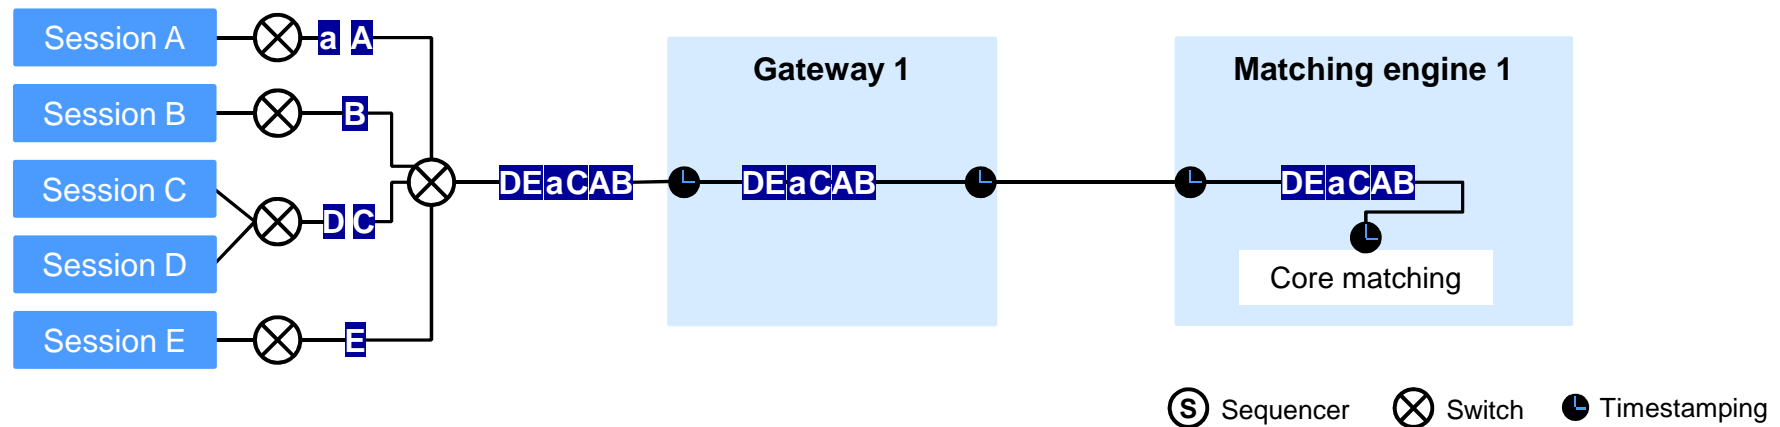 Session A
a A
Session B
B
Session C
D C
Session D
Session E
E
DEaCAB
Gateway 1
DEaCAB
Matching engine 1
DEaCAB
Core matching
S Sequencer
Switch
Timestamping